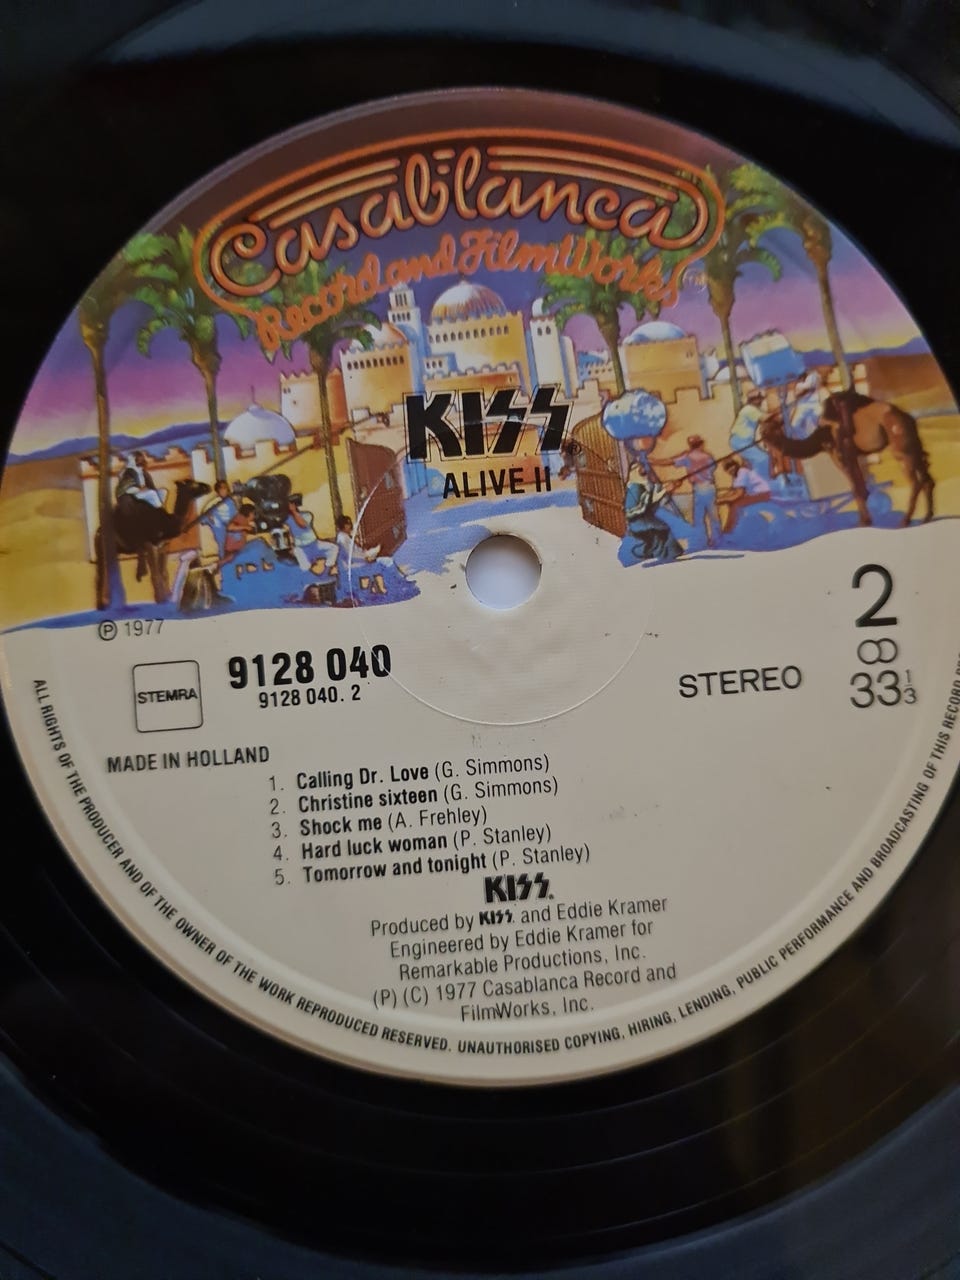 Casablanca
Record and FilmWorks
KISS®
ALIVE II
℗ 1977
STEMRA
9128 040
9128 040. 2
STEREO
2
33⅓
MADE IN HOLLAND
1. Calling Dr. Love (G. Simmons)
2. Christine sixteen (G. Simmons)
3. Shock me (A. Frehley)
4. Hard luck woman (P. Stanley)
5. Tomorrow and tonight (P. Stanley)
KISS.
Produced by KISS and Eddie Kramer
Engineered by Eddie Kramer for
Remarkable Productions, Inc.
(P) (C) 1977 Casablanca Record and
FilmWorks, Inc.
ALL RIGHTS OF THE PRODUCER AND OF THE OWNER OF THE WORK REPRODUCED RESERVED. UNAUTHORISED COPYING, HIRING, LENDING, PUBLIC PERFORMANCE AND BROADCASTING OF THIS RECORD